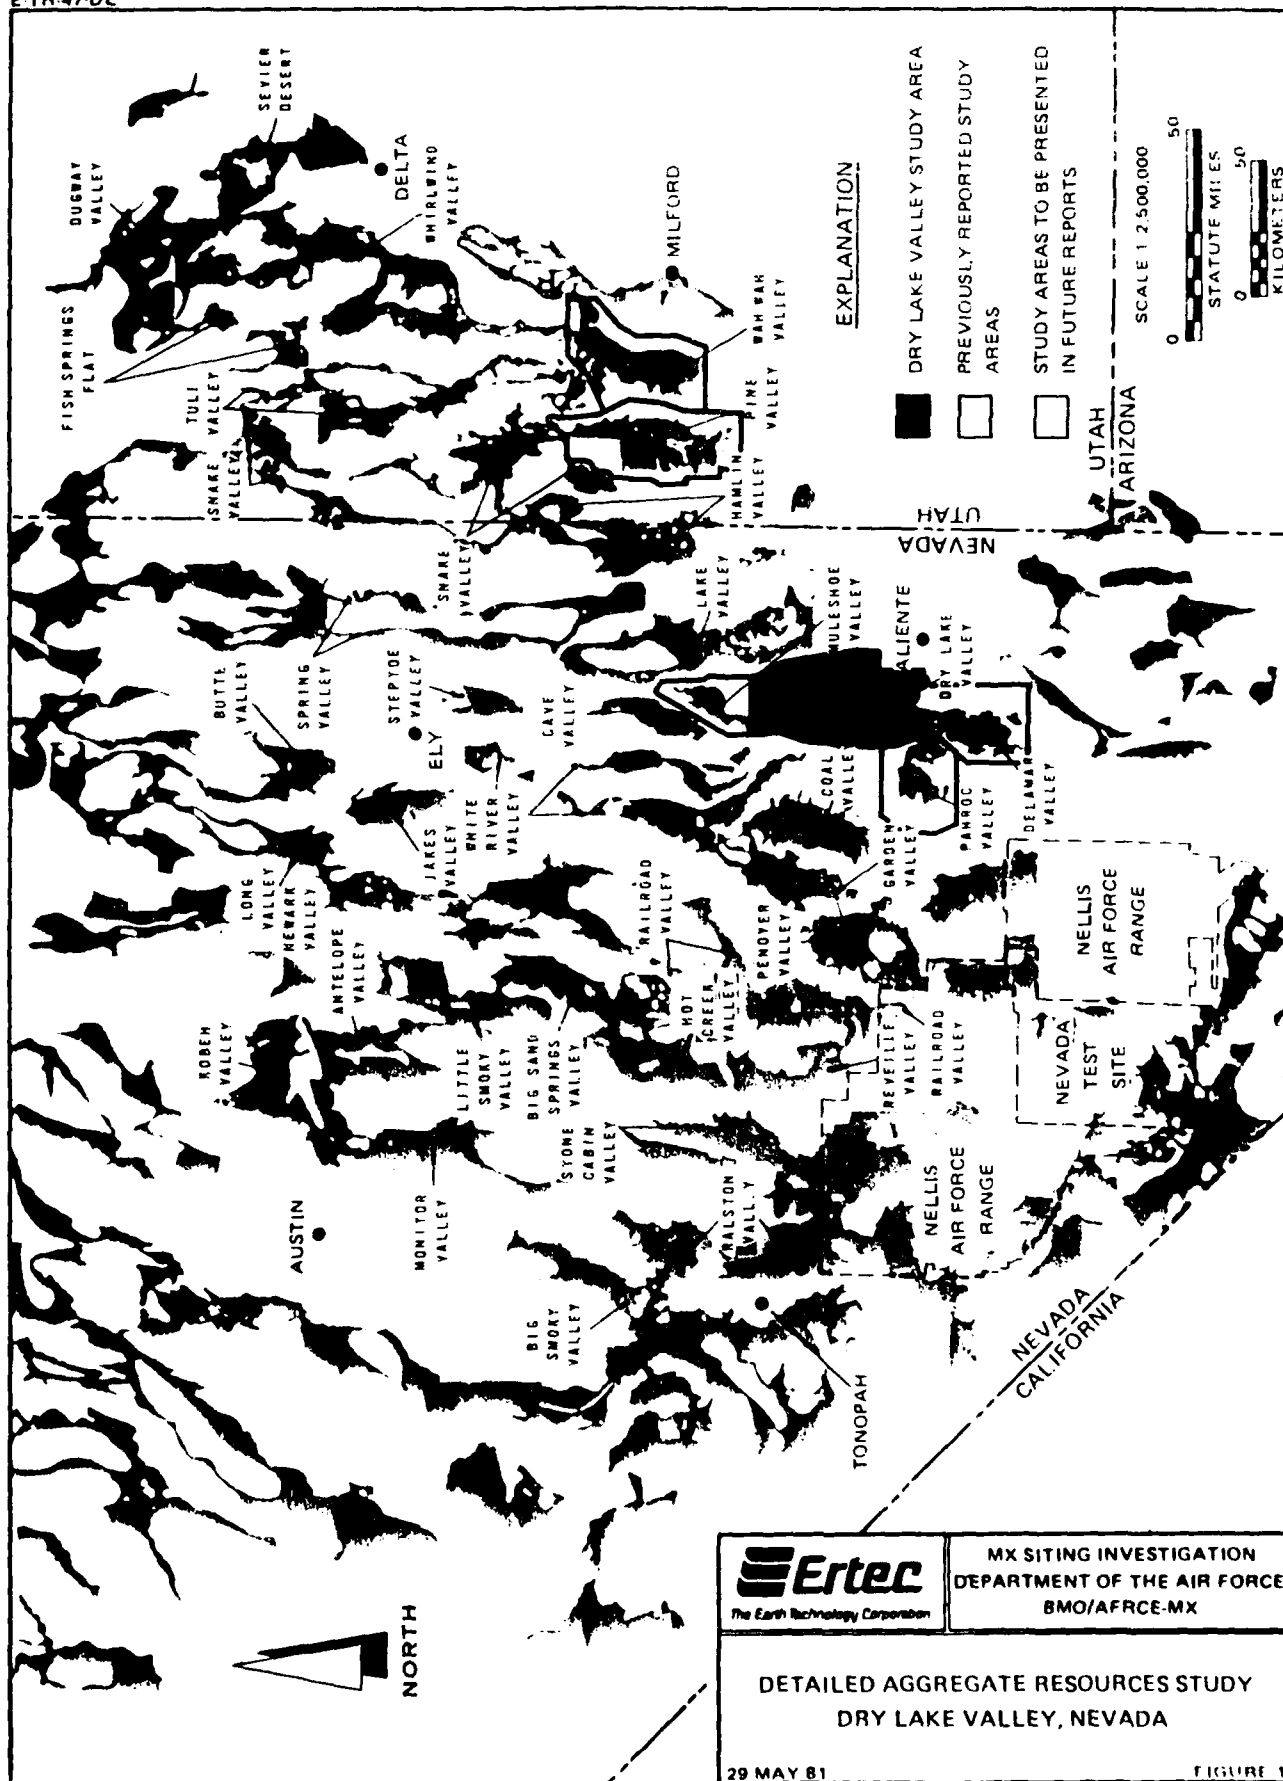 E-TR-47-DL
DUGWAY
VALLEY
SEVIER
DESERT
FISH SPRINGS
FLAT
DELTA
WHIRLWIND
VALLEY
TULE
VALLEY
SNAKE
VALLEY
MILFORD
WAH WAH
VALLEY
PINE
VALLEY
HAMLIN
VALLEY
SNAKE
VALLEY
UTAH
NEVADA
UTAH
ARIZONA
EXPLANATION
DRY LAKE VALLEY STUDY AREA
PREVIOUSLY REPORTED STUDY
AREAS
STUDY AREAS TO BE PRESENTED
IN FUTURE REPORTS
SCALE 1:2,500,000
0 50
STATUTE MILES
0 50
KILOMETERS
BUTTE
VALLEY
SPRING
VALLEY
STEPTOE
VALLEY
ELY
CAVE
VALLEY
LAKE
VALLEY
MULESHOE
VALLEY
CALIENTE
DRY LAKE
VALLEY
LONG
VALLEY
NEWARK
VALLEY
JAKES
VALLEY
WHITE
RIVER
VALLEY
COAL
VALLEY
GARDEN
VALLEY
PAHROC
VALLEY
DELAMAR
VALLEY
ANTELOPE
VALLEY
RAILROAD
VALLEY
PENOYER
VALLEY
KOBEH
VALLEY
LITTLE
SMOKY
VALLEY
BIG SAND
SPRINGS
VALLEY
HOT
CREEK
VALLEY
REVEILLE
VALLEY
RAILROAD
VALLEY
NELLIS
AIR FORCE
RANGE
NEVADA
TEST
SITE
AUSTIN
MONITOR
VALLEY
STONE
CABIN
VALLEY
RALSTON
VALLEY
NELLIS
AIR FORCE
RANGE
BIG
SMOKY
VALLEY
TONOPAH
NEVADA
CALIFORNIA
NORTH
Ertec
The Earth Technology Corporation
MX SITING INVESTIGATION
DEPARTMENT OF THE AIR FORCE
BMO/AFRCE-MX
DETAILED AGGREGATE RESOURCES STUDY
DRY LAKE VALLEY, NEVADA
29 MAY 81
FIGURE 1